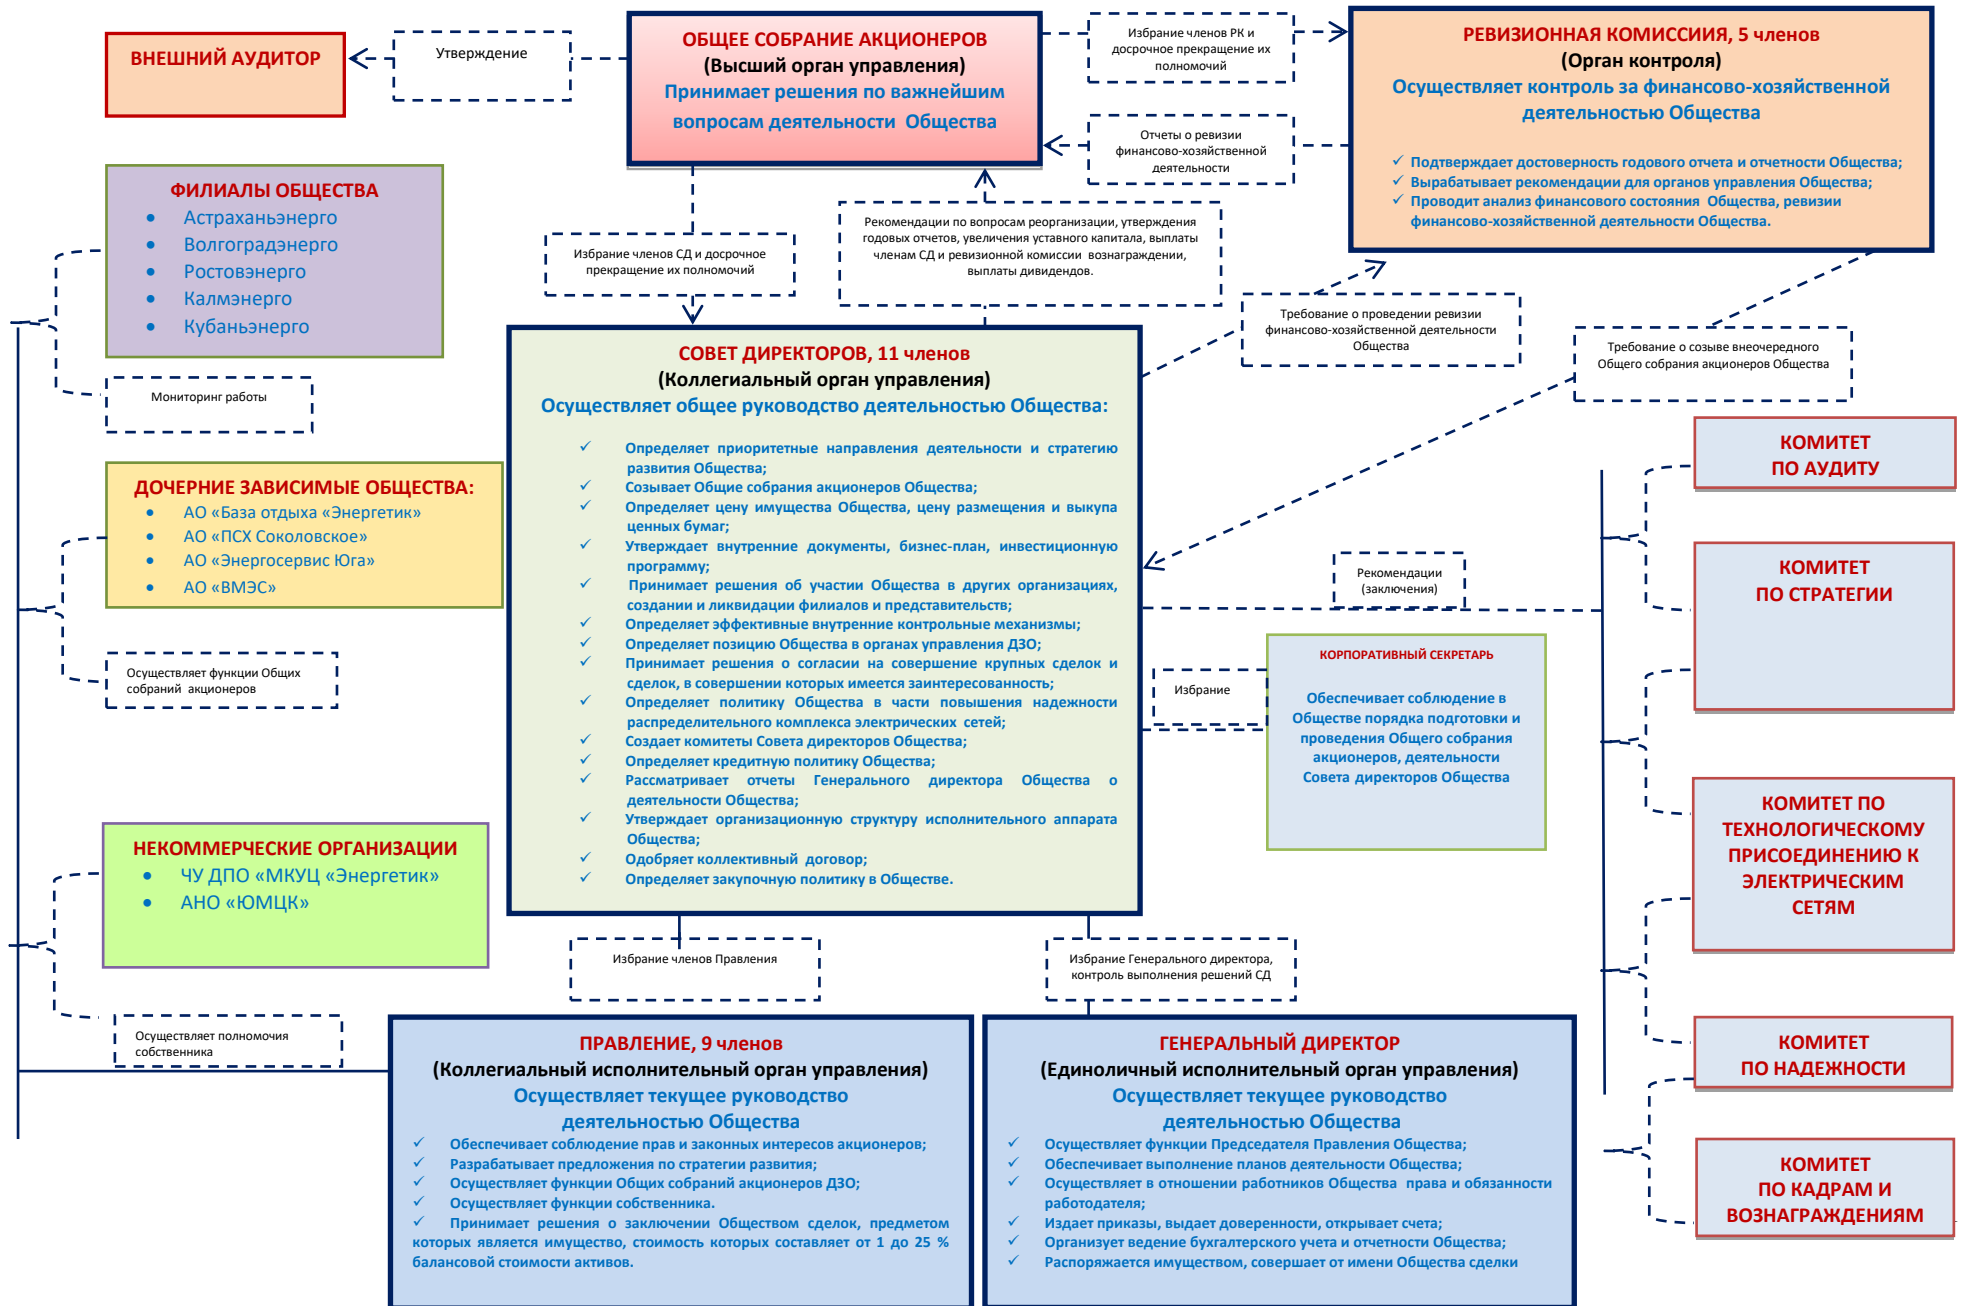 ВНЕШНИЙ АУДИТОР
Утверждение
ОБЩЕЕ СОБРАНИЕ АКЦИОНЕРОВ
(Высший орган управления)
Принимает решения по важнейшим
вопросам деятельности Общества
Избрание членов РК и
досрочное прекращение их
полномочий
Отчеты о ревизии
финансово-хозяйственной
деятельности
РЕВИЗИОННАЯ КОМИССИИЯ, 5 членов
(Орган контроля)
Осуществляет контроль за финансово-хозяйственной
деятельностью Общества
✓ Подтверждает достоверность годового отчета и отчетности Общества;
✓ Вырабатывает рекомендации для органов управления Общества;
✓ Проводит анализ финансового состояния Общества, ревизии
финансово-хозяйственной деятельности Общества.
ФИЛИАЛЫ ОБЩЕСТВА
• Астраханьэнерго
• Волгоградэнерго
• Ростовэнерго
• Калмэнерго
• Кубаньэнерго
Мониторинг работы
Избрание членов СД и досрочное
прекращение их полномочий
Рекомендации по вопросам реорганизации, утверждения
годовых отчетов, увеличения уставного капитала, выплаты
членам СД и ревизионной комиссии вознаграждении,
выплаты дивидендов.
Требование о проведении ревизии
финансово-хозяйственной деятельности
Общества
Требование о созыве внеочередного
Общего собрания акционеров Общества
СОВЕТ ДИРЕКТОРОВ, 11 членов
(Коллегиальный орган управления)
Осуществляет общее руководство деятельностью Общества:
✓ Определяет приоритетные направления деятельности и стратегию
развития Общества;
✓ Созывает Общие собрания акционеров Общества;
✓ Определяет цену имущества Общества, цену размещения и выкупа
ценных бумаг;
✓ Утверждает внутренние документы, бизнес-план, инвестиционную
программу;
✓ Принимает решения об участии Общества в других организациях,
создании и ликвидации филиалов и представительств;
✓ Определяет эффективные внутренние контрольные механизмы;
✓ Определяет позицию Общества в органах управления ДЗО;
✓ Принимает решения о согласии на совершение крупных сделок и
сделок, в совершении которых имеется заинтересованность;
✓ Определяет политику Общества в части повышения надежности
распределительного комплекса электрических сетей;
✓ Создает комитеты Совета директоров Общества;
✓ Определяет кредитную политику Общества;
✓ Рассматривает отчеты Генерального директора Общества о
деятельности Общества;
✓ Утверждает организационную структуру исполнительного аппарата
Общества;
✓ Одобряет коллективный договор;
✓ Определяет закупочную политику в Обществе.
ДОЧЕРНИЕ ЗАВИСИМЫЕ ОБЩЕСТВА:
• АО «База отдыха «Энергетик»
• АО «ПСХ Соколовское»
• АО «Энергосервис Юга»
• АО «ВМЭС»
Осуществляет функции Общих
собраний акционеров
НЕКОММЕРЧЕСКИЕ ОРГАНИЗАЦИИ
• ЧУ ДПО «МКУЦ «Энергетик»
• АНО «ЮМЦК»
Осуществляет полномочия
собственника
Рекомендации
(заключения)
Избрание
КОРПОРАТИВНЫЙ СЕКРЕТАРЬ
Обеспечивает соблюдение в
Обществе порядка подготовки и
проведения Общего собрания
акционеров, деятельности
Совета директоров Общества
КОМИТЕТ
ПО АУДИТУ
КОМИТЕТ
ПО СТРАТЕГИИ
КОМИТЕТ ПО
ТЕХНОЛОГИЧЕСКОМУ
ПРИСОЕДИНЕНИЮ К
ЭЛЕКТРИЧЕСКИМ
СЕТЯМ
КОМИТЕТ
ПО НАДЕЖНОСТИ
КОМИТЕТ
ПО КАДРАМ И
ВОЗНАГРАЖДЕНИЯМ
Избрание членов Правления
Избрание Генерального директора,
контроль выполнения решений СД
ПРАВЛЕНИЕ, 9 членов
(Коллегиальный исполнительный орган управления)
Осуществляет текущее руководство
деятельностью Общества
✓ Обеспечивает соблюдение прав и законных интересов акционеров;
✓ Разрабатывает предложения по стратегии развития;
✓ Осуществляет функции Общих собраний акционеров ДЗО;
✓ Осуществляет функции собственника.
✓ Принимает решения о заключении Обществом сделок, предметом
которых является имущество, стоимость которых составляет от 1 до 25 %
балансовой стоимости активов.
ГЕНЕРАЛЬНЫЙ ДИРЕКТОР
(Единоличный исполнительный орган управления)
Осуществляет текущее руководство
деятельностью Общества
✓ Осуществляет функции Председателя Правления Общества;
✓ Обеспечивает выполнение планов деятельности Общества;
✓ Осуществляет в отношении работников Общества права и обязанности
работодателя;
✓ Издает приказы, выдает доверенности, открывает счета;
✓ Организует ведение бухгалтерского учета и отчетности Общества;
✓ Распоряжается имуществом, совершает от имени Общества сделки